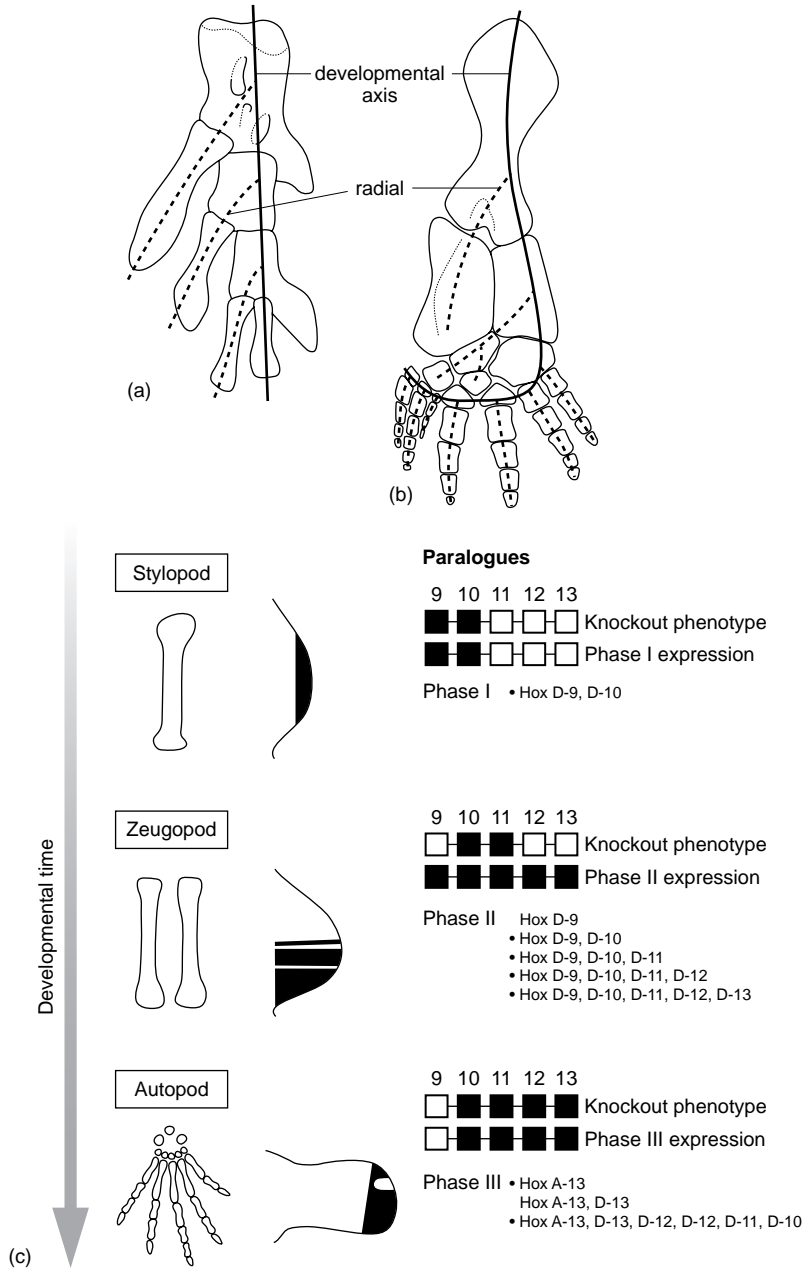 developmental
axis
radial
(a)
(b)
Developmental time
Stylopod
Paralogues
9 10 11 12 13
Knockout phenotype
Phase I expression
Phase I • Hox D-9, D-10
Zeugopod
9 10 11 12 13
Knockout phenotype
Phase II expression
Phase II Hox D-9
• Hox D-9, D-10
• Hox D-9, D-10, D-11
• Hox D-9, D-10, D-11, D-12
• Hox D-9, D-10, D-11, D-12, D-13
Autopod
9 10 11 12 13
Knockout phenotype
Phase III expression
Phase III • Hox A-13
Hox A-13, D-13
• Hox A-13, D-13, D-12, D-12, D-11, D-10
(c)